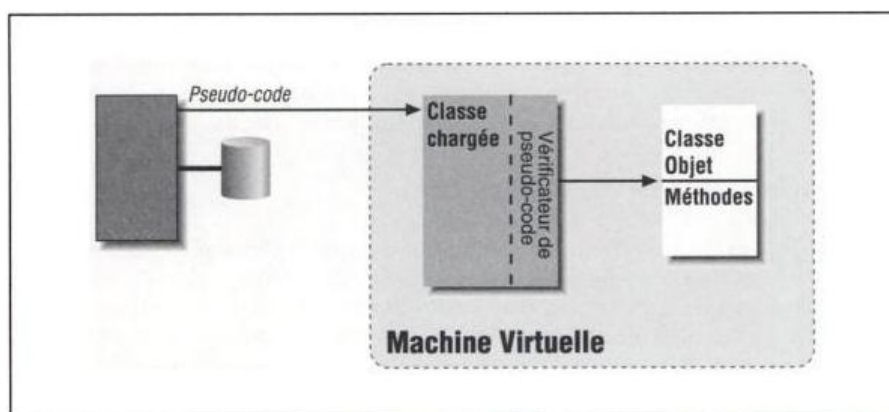 Pseudo-code
Classe
chargée
Vérificateur de
pseudo-code
Classe
Objet
Méthodes
Machine Virtuelle